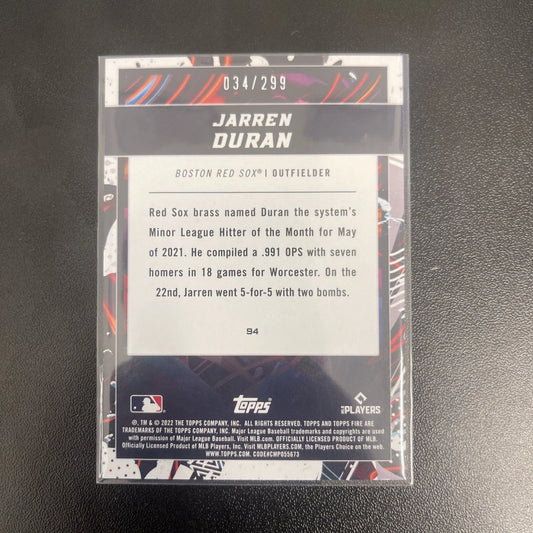 034/299
JARREN
DURAN
BOSTON RED SOX® | OUTFIELDER
Red Sox brass named Duran the system's
Minor League Hitter of the Month for May
of 2021. He compiled a .991 OPS with seven
homers in 18 games for Worcester. On the
22nd, Jarren went 5-for-5 with two bombs.
94
topps
MLB PLAYERS
®, TM & © 2022 THE TOPPS COMPANY, INC. ALL RIGHTS RESERVED. TOPPS AND TOPPS FIRE ARE
TRADEMARKS OF THE TOPPS COMPANY, INC. Major League Baseball trademarks and copyrights are used
with permission of Major League Baseball. Visit MLB.com. OFFICIALLY LICENSED PRODUCT OF MLB.
Officially Licensed Product of MLB Players, Inc. Visit MLBPLAYERS.com, the Players Choice on the web.
WWW.TOPPS.COM. CODE#CMP055673